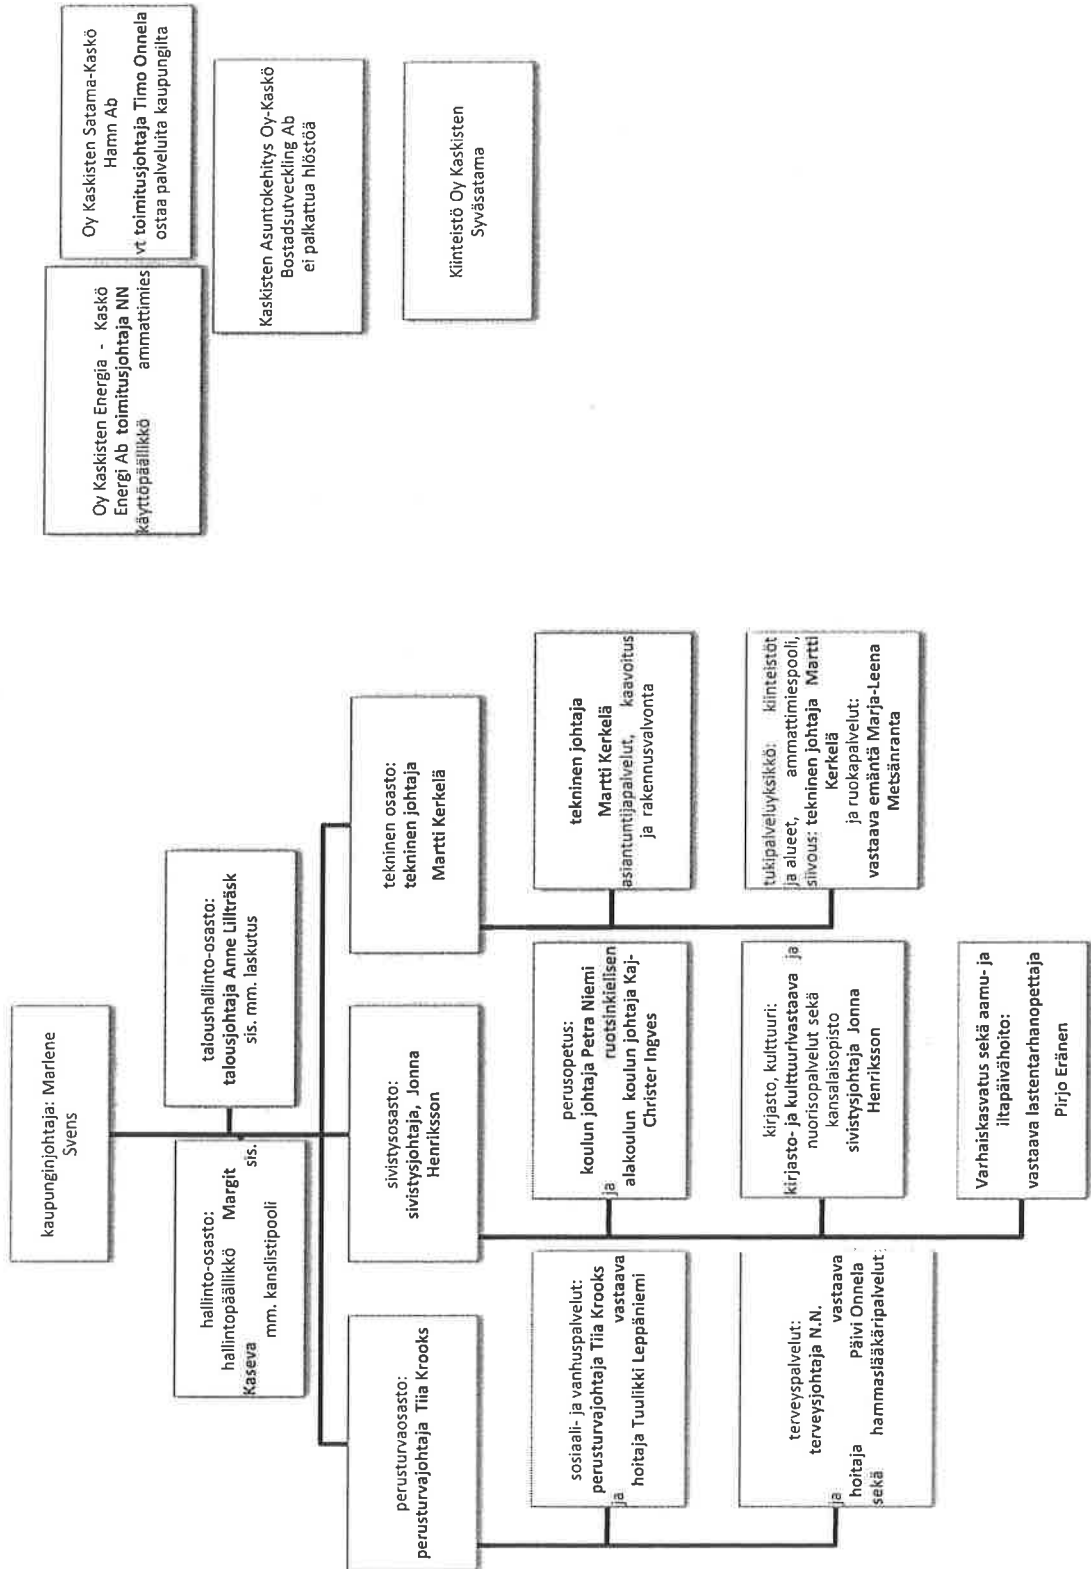 kaupunginjohtaja: Marlene
Svens
hallinto-osasto:
hallintopäällikkö Margit
Kaseva sis.
mm. kanslistipooli
taloushallinto-osasto:
talousjohtaja Anne Lillträsk
sis. mm. laskutus
perusturvaosasto:
perusturvajohtaja Tiia Krooks
sosiaali- ja vanhuspalvelut:
perusturvajohtaja Tiia Krooks
ja vastaava
hoitaja Tuulikki Leppäniemi
terveyspalvelut:
terveysjohtaja N.N.
ja vastaava
hoitaja Päivi Onnela
sekä hammaslääkäripalvelut
sivistysosasto:
sivistysjohtaja, Jonna
Henriksson
perusopetus:
koulun johtaja Petra Niemi
ja ruotsinkielisen
alakoulun koulun johtaja Kaj-
Christer Ingves
kirjasto, kulttuuri:
kirjasto- ja kulttuurivastaava ja
nuorisopalvelut sekä
kansalaisopisto
sivistysjohtaja Jonna
Henriksson
Varhaiskasvatus sekä aamu- ja
iltapäivähoito:
vastaava lastentarhanopettaja
Pirjo Eränen
tekninen osasto:
tekninen johtaja
Martti Kerkelä
tekninen johtaja
Martti Kerkelä
asiantuntijapalvelut, kaavoitus
ja rakennusvalvonta
tukipalveluyksikkö: kiinteistöt
ja alueet, ammattimiespooli,
siivous: tekninen johtaja Martti
Kerkelä
ja ruokapalvelut:
vastaava emäntä Marja-Leena
Metsänranta
Oy Kaskisten Energia - Kaskö
Energi Ab toimitusjohtaja NN
käyttöpäällikkö ammattimies
Oy Kaskisten Satama-Kaskö
Hamn Ab
vt toimitusjohtaja Timo Onnela
ostaa palveluita kaupungilta
Kaskisten Asuntokehitys Oy-Kaskö
Bostadsutveckling Ab
ei palkattua hlöstöä
Kiinteistö Oy Kaskisten
Syväsatama